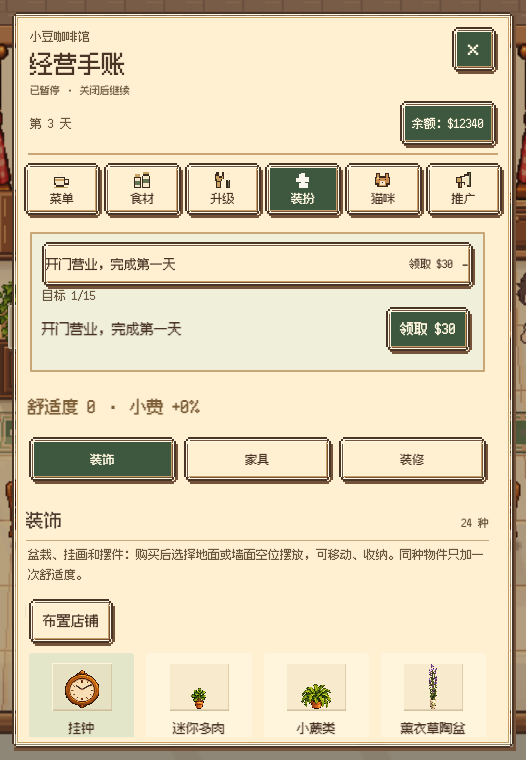 小豆咖啡馆
经营手账
×
已暂停 · 关闭后继续
第 3 天
余额: $12340
菜单
食材
升级
装扮
猫咪
推广
开门营业，完成第一天
领取 $30 −
目标 1/15
开门营业，完成第一天
领取 $30
舒适度 0 · 小费 +0%
装饰
家具
装修
装饰
24 种
盆栽、挂画和摆件：购买后选择地面或墙面空位摆放，可移动、收纳。同种物件只加一
次舒适度。
布置店铺
挂钟
迷你多肉
小蕨类
薰衣草陶盆